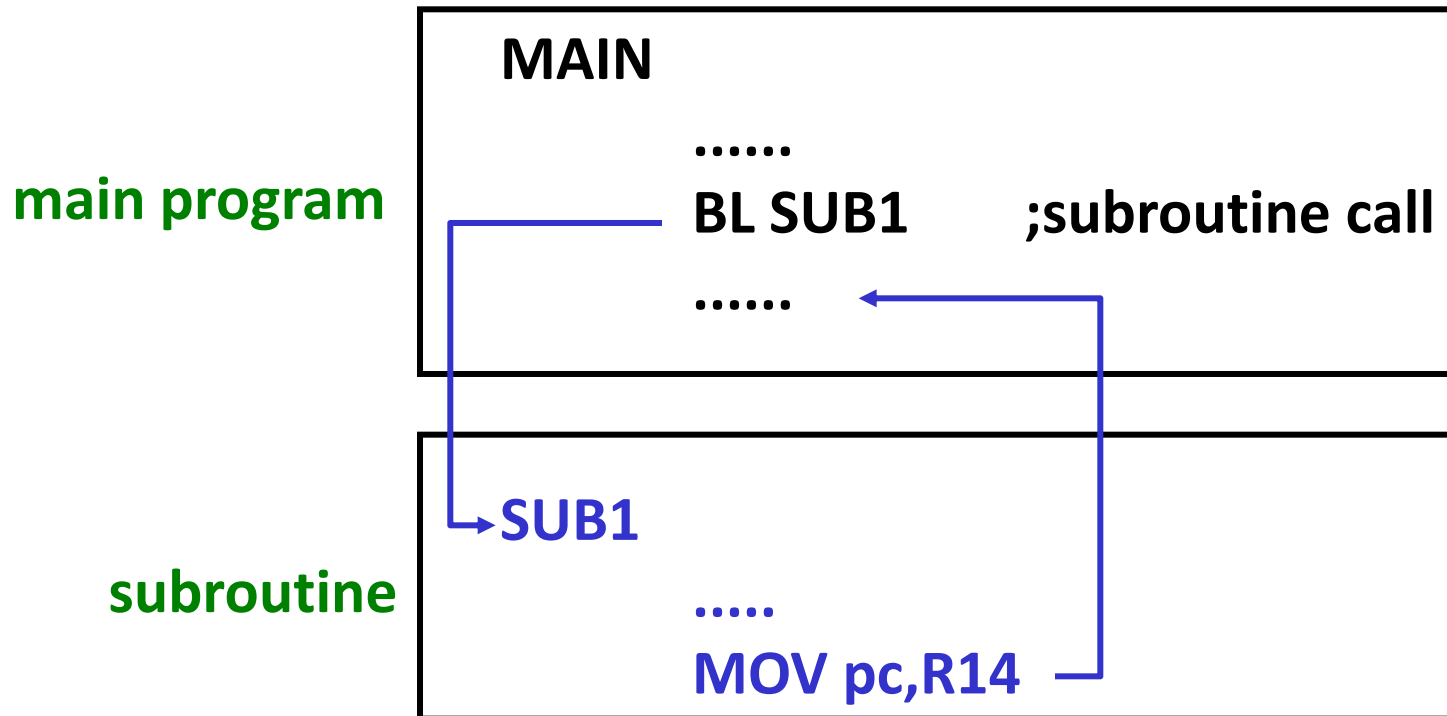 MAIN
......
main program
BL SUB1 ;subroutine call
......
SUB1
subroutine
.....
MOV pc,R14